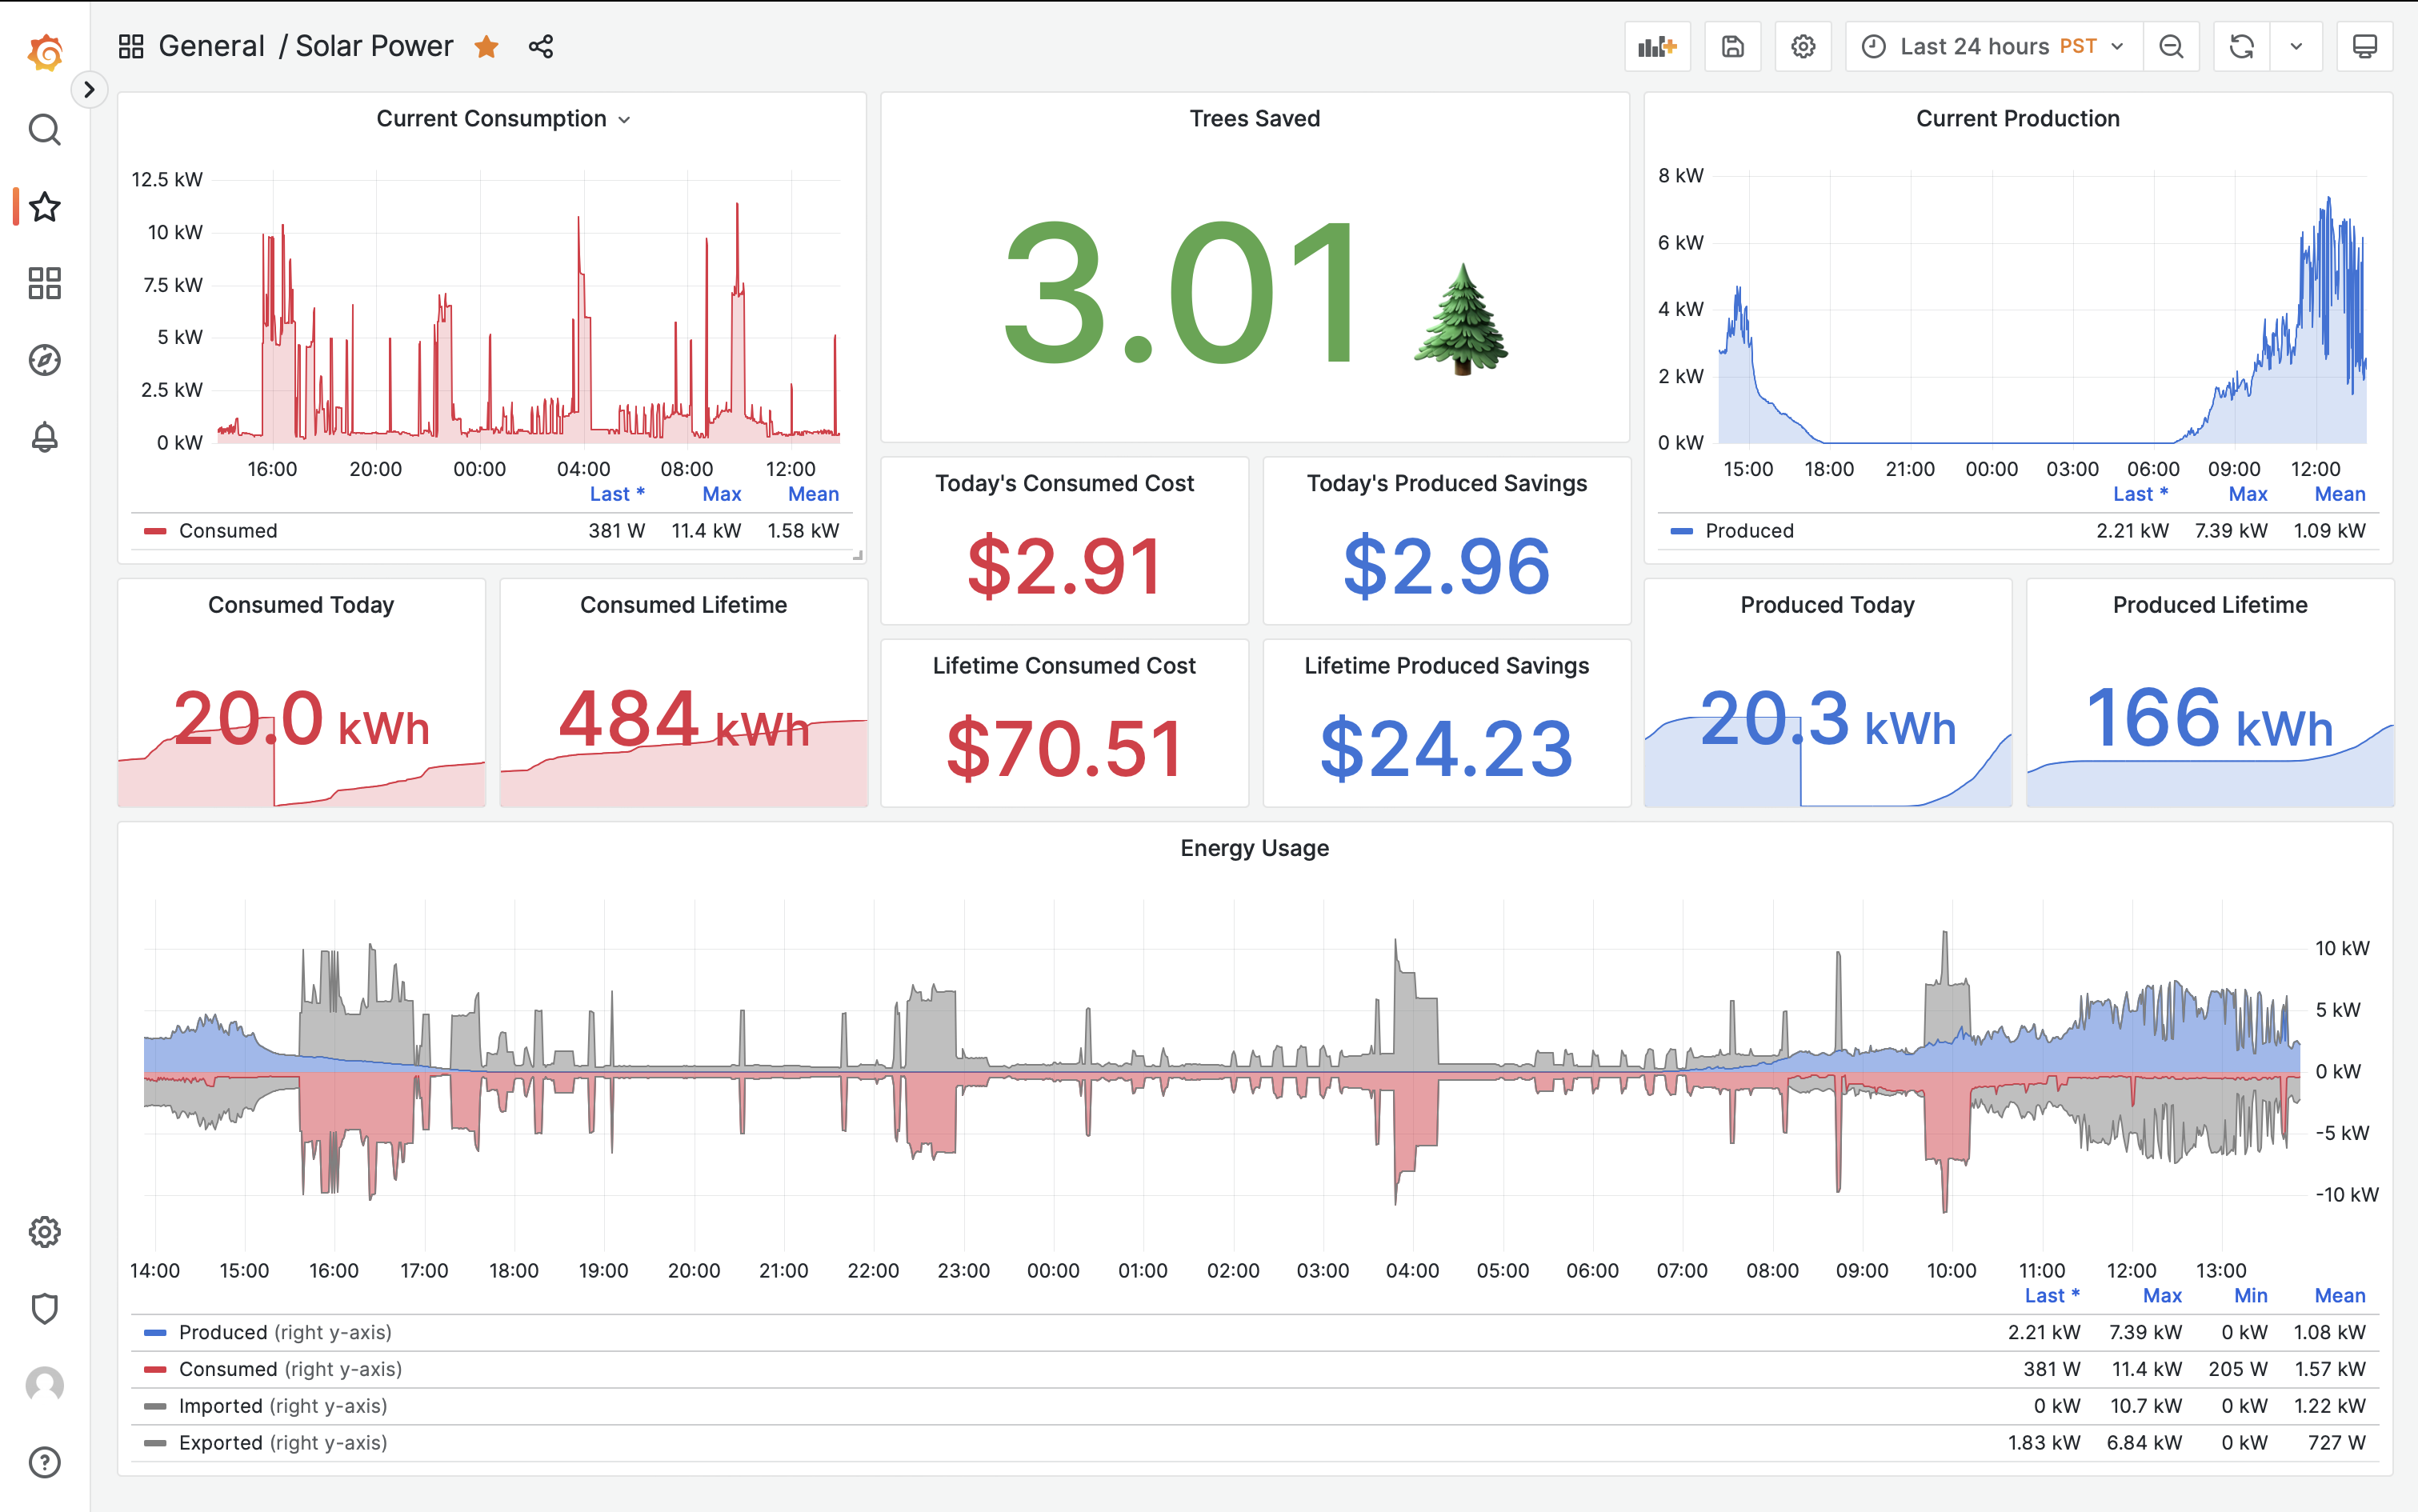 General / Solar Power
Last 24 hours PST
Current Consumption
12.5 kW
10 kW
7.5 kW
5 kW
2.5 kW
0 kW
16:00 20:00 00:00 04:00 08:00 12:00
Last * Max Mean
Consumed 381 W 11.4 kW 1.58 kW
Trees Saved
3.01
Current Production
8 kW
6 kW
4 kW
2 kW
0 kW
15:00 18:00 21:00 00:00 03:00 06:00 09:00 12:00
Last * Max Mean
Produced 2.21 kW 7.39 kW 1.09 kW
Today's Consumed Cost
$2.91
Today's Produced Savings
$2.96
Consumed Today
20.0 kWh
Consumed Lifetime
484 kWh
Lifetime Consumed Cost
$70.51
Lifetime Produced Savings
$24.23
Produced Today
20.3 kWh
Produced Lifetime
166 kWh
Energy Usage
10 kW
5 kW
0 kW
-5 kW
-10 kW
14:00 15:00 16:00 17:00 18:00 19:00 20:00 21:00 22:00 23:00 00:00 01:00 02:00 03:00 04:00 05:00 06:00 07:00 08:00 09:00 10:00 11:00 12:00 13:00
Last * Max Min Mean
Produced (right y-axis) 2.21 kW 7.39 kW 0 kW 1.08 kW
Consumed (right y-axis) 381 W 11.4 kW 205 W 1.57 kW
Imported (right y-axis) 0 kW 10.7 kW 0 kW 1.22 kW
Exported (right y-axis) 1.83 kW 6.84 kW 0 kW 727 W